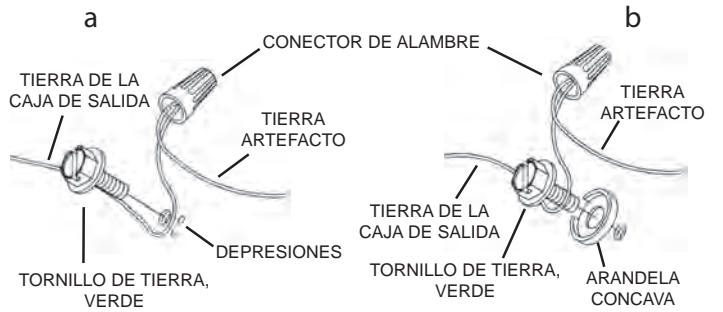 a
b
CONECTOR DE ALAMBRE
TIERRA DE LA
CAJA DE SALIDA
TIERRA
ARTEFACTO
DEPRESIONES
TORNILLO DE TIERRA,
VERDE
TIERRA
ARTEFACTO
TIERRA DE LA
CAJA DE SALIDA
TORNILLO DE TIERRA,
VERDE
ARANDELA
CONCAVA